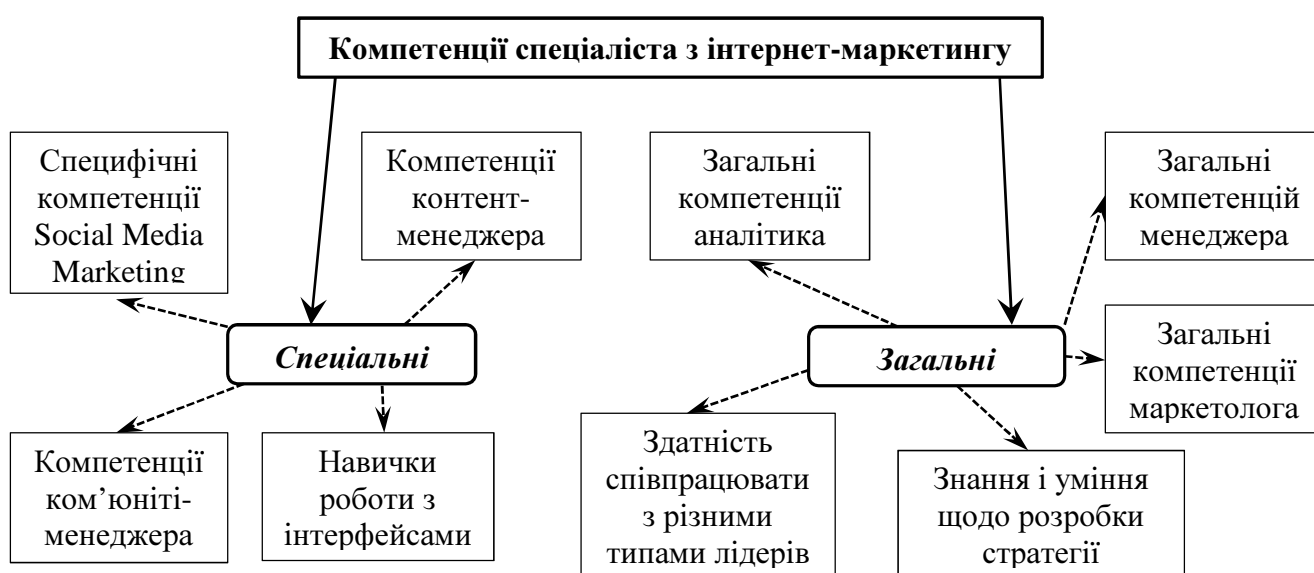 Компетенції спеціаліста з інтернет-маркетингу
Специфічні
компетенції
Social Media
Marketing
Компетенції
контент-
менеджера
Загальні
компетенції
аналітика
Загальні
компетенцій
менеджера
Спеціальні
Загальні
Загальні
компетенції
маркетолога
Компетенції
ком’юніті-
менеджера
Навички
роботи з
інтерфейсами
Здатність
співпрацювати
з різними
типами лідерів
Знання і уміння
щодо розробки
стратегії